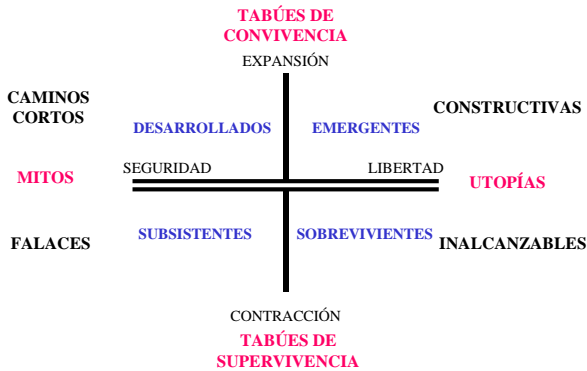 TABÚES DE
CONVIVENCIA
EXPANSIÓN
CAMINOS
CORTOS
CONSTRUCTIVAS
DESARROLLADOS
EMERGENTES
SEGURIDAD
LIBERTAD
MITOS
UTOPÍAS
FALACES
SUBSISTENTES
SOBREVIVIENTES
INALCANZABLES
CONTRACCIÓN
TABÚES DE
SUPERVIVENCIA